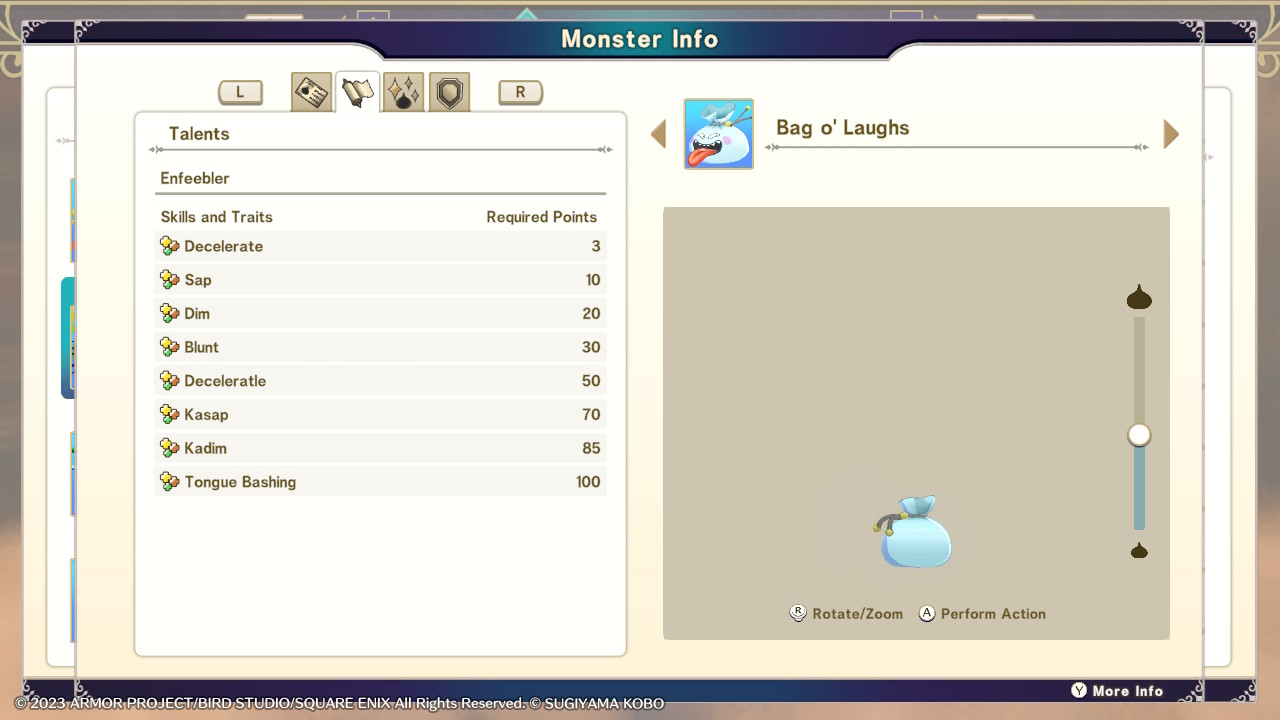 Monster Info
L
R
Talents
Enfeebler
Skills and Traits Required Points
Decelerate 3
Sap 10
Dim 20
Blunt 30
Deceleratle 50
Kasap 70
Kadim 85
Tongue Bashing 100
Bag o' Laughs
R Rotate/Zoom A Perform Action
Y More Info
© 2023 ARMOR PROJECT/BIRD STUDIO/SQUARE ENIX All Rights Reserved. © SUGIYAMA KOBO